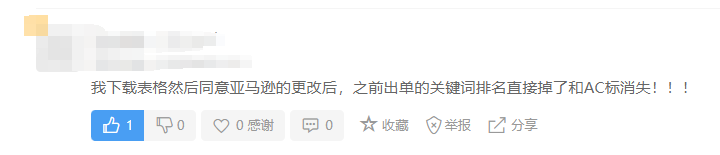 我下载表格然后同意亚马逊的更改后，之前出单的关键词排名直接掉了和AC标消失！！！
1 0 0 感谢 0 收藏 举报 分享